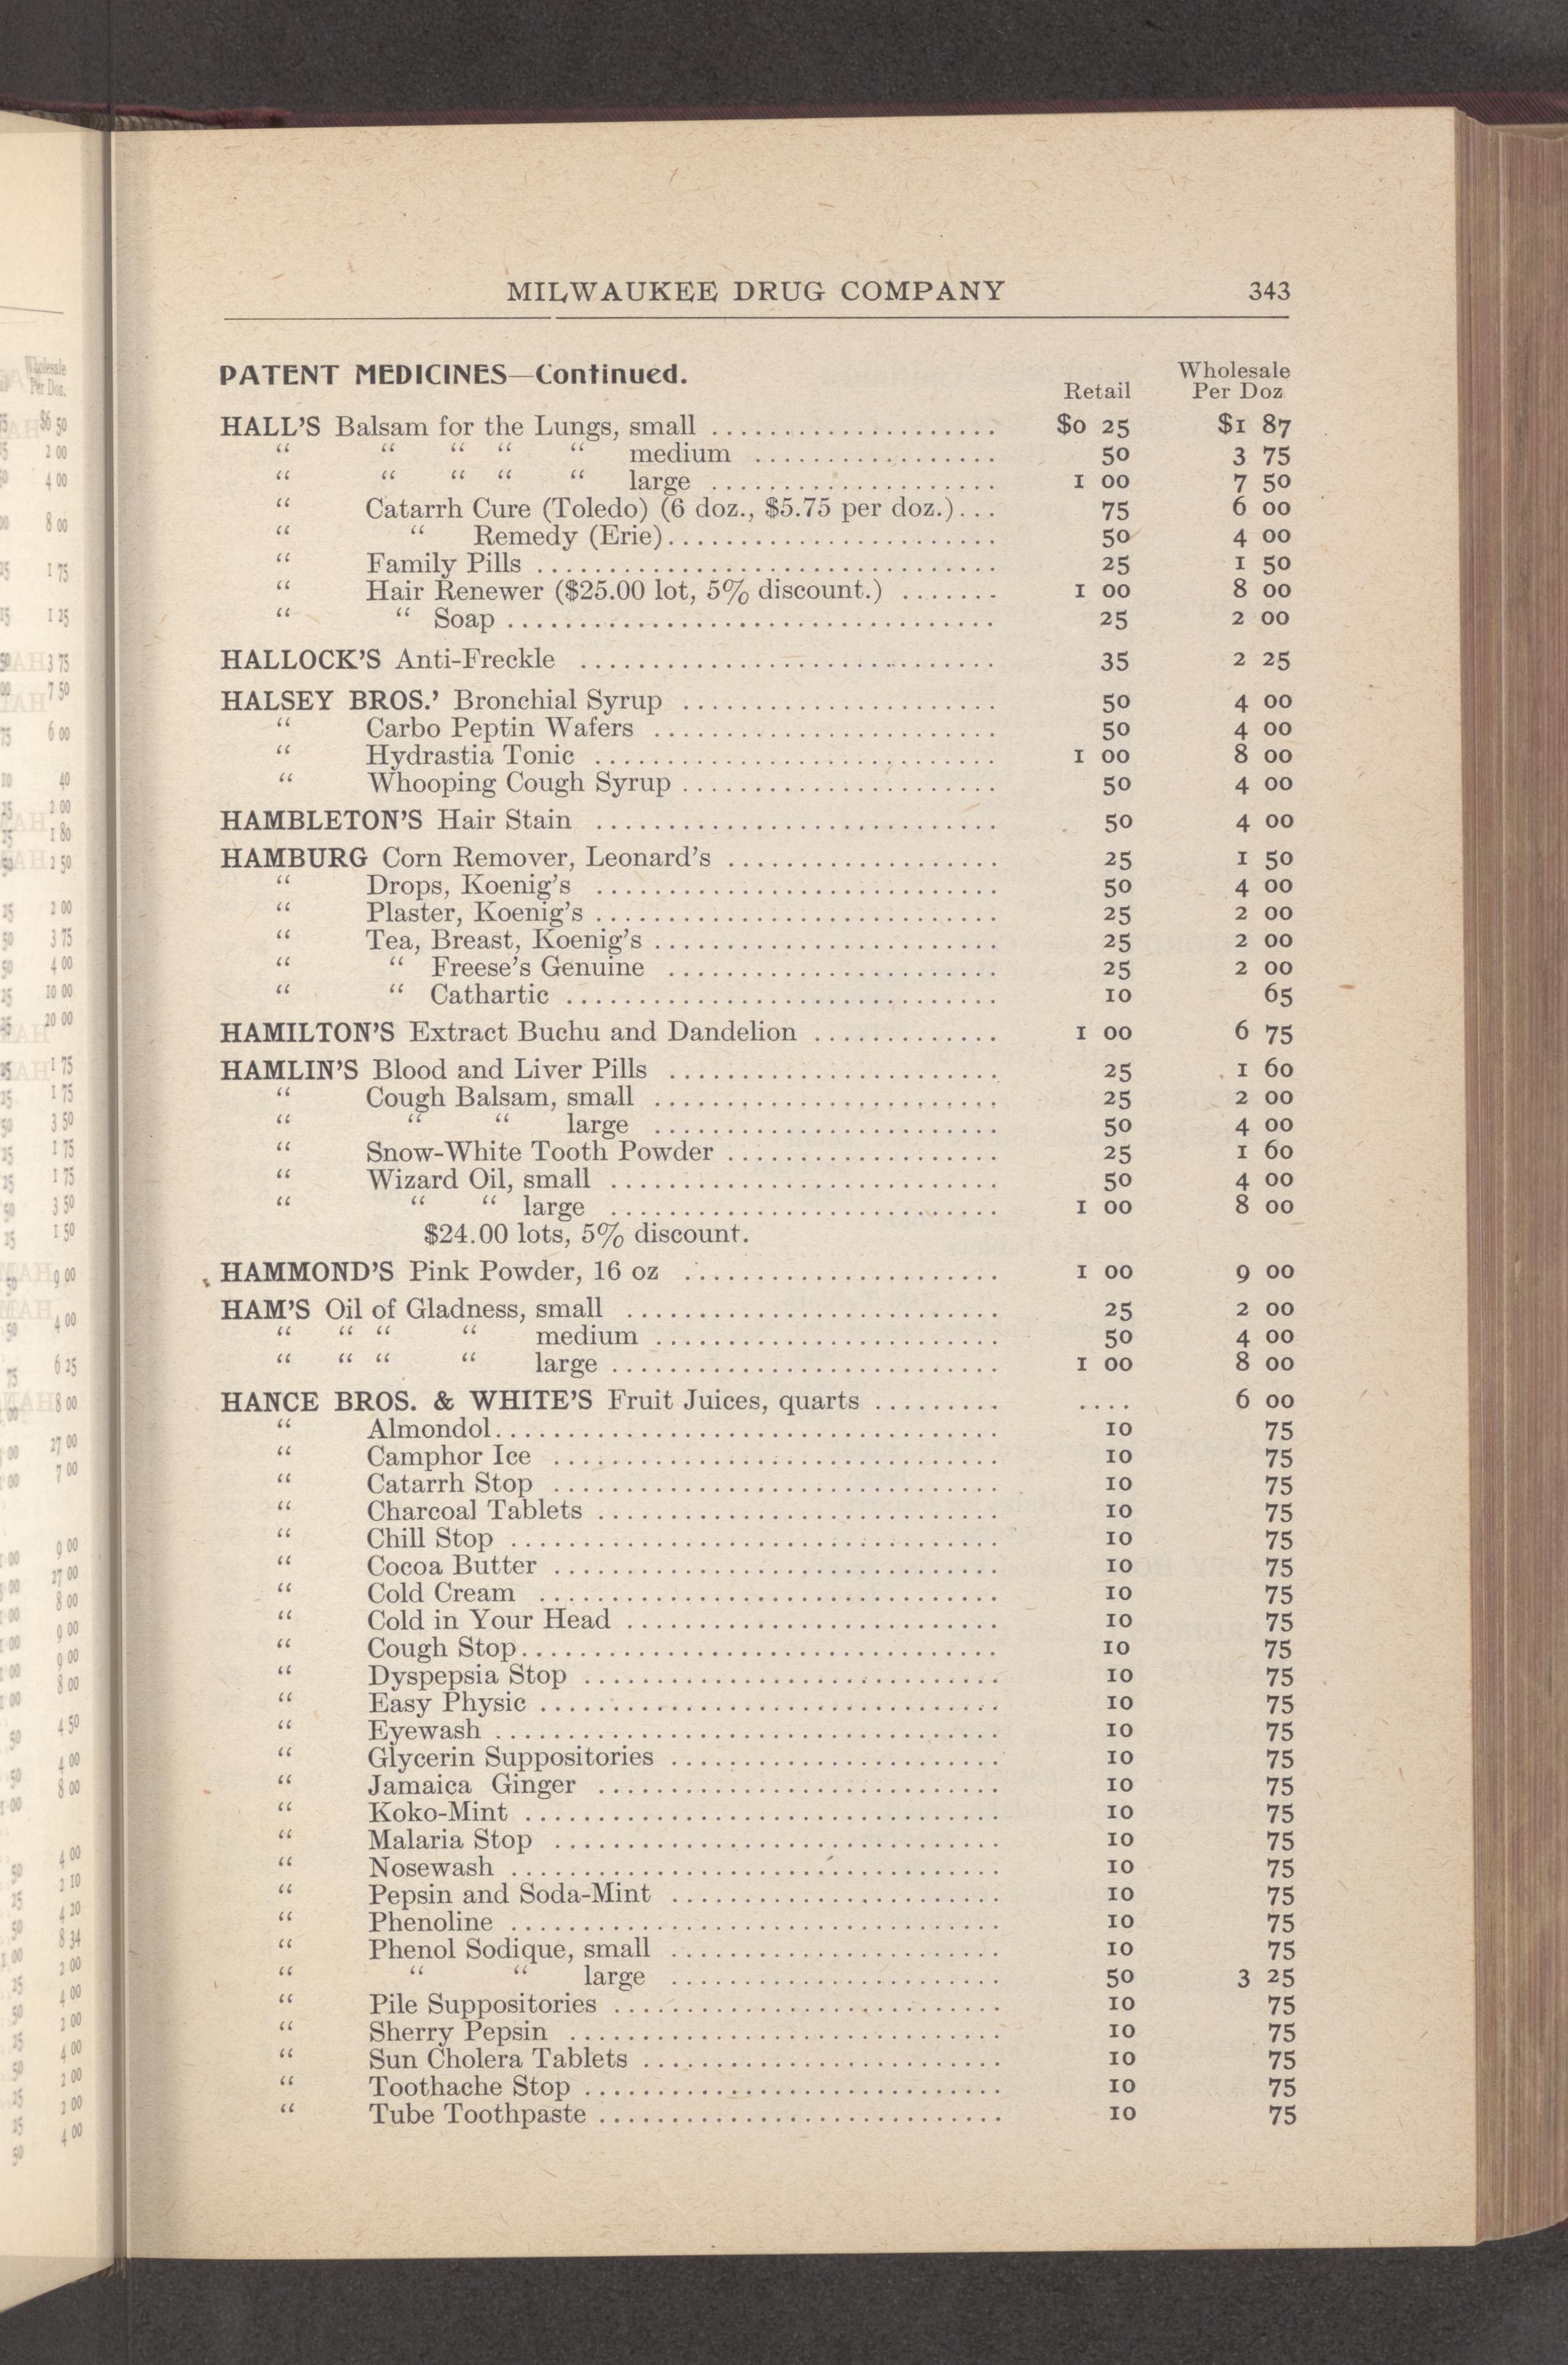 MILWAUKEE DRUG COMPANY 343
PATENT MEDICINES—Continued.
Retail Wholesale Per Doz
HALL'S Balsam for the Lungs, small .................... $0 25 $1 87
" " " " " medium ................. 50 3 75
" " " " " large .................... 1 00 7 50
" Catarrh Cure (Toledo) (6 doz., $5.75 per doz.)... 75 6 00
" " Remedy (Erie)....................... 50 4 00
" Family Pills ................................ 25 1 50
" Hair Renewer ($25.00 lot, 5% discount.) ....... 1 00 8 00
" " Soap .................................. 25 2 00
HALLOCK'S Anti-Freckle ............................. 35 2 25
HALSEY BROS.' Bronchial Syrup ...................... 50 4 00
" Carbo Peptin Wafers ........................ 50 4 00
" Hydrastia Tonic ............................ 1 00 8 00
" Whooping Cough Syrup ...................... 50 4 00
HAMBLETON'S Hair Stain ............................ 50 4 00
HAMBURG Corn Remover, Leonard's ................... 25 1 50
" Drops, Koenig's ............................ 50 4 00
" Plaster, Koenig's ............................ 25 2 00
" Tea, Breast, Koenig's ........................ 25 2 00
" " Freese's Genuine ....................... 25 2 00
" " Cathartic .............................. 10 65
HAMILTON'S Extract Buchu and Dandelion ............. 1 00 6 75
HAMLIN'S Blood and Liver Pills ....................... 25 1 60
" Cough Balsam, small ........................ 25 2 00
" " " large ........................ 50 4 00
" Snow-White Tooth Powder ................... 25 1 60
" Wizard Oil, small ........................... 50 4 00
" " " large ........................... 1 00 8 00
$24.00 lots, 5% discount.
HAMMOND'S Pink Powder, 16 oz ...................... 1 00 9 00
HAM'S Oil of Gladness, small .......................... 25 2 00
" " " " medium ........................ 50 4 00
" " " " large ........................... 1 00 8 00
HANCE BROS. & WHITE'S Fruit Juices, quarts ......... .... 6 00
" Almondol................................... 10 75
" Camphor Ice ............................... 10 75
" Catarrh Stop ............................... 10 75
" Charcoal Tablets ............................ 10 75
" Chill Stop .................................. 10 75
" Cocoa Butter ............................... 10 75
" Cold Cream ................................ 10 75
" Cold in Your Head .......................... 10 75
" Cough Stop................................. 10 75
" Dyspepsia Stop ............................. 10 75
" Easy Physic ................................ 10 75
" Eyewash ................................... 10 75
" Glycerin Suppositories ....................... 10 75
" Jamaica Ginger ............................ 10 75
" Koko-Mint ................................. 10 75
" Malaria Stop ............................... 10 75
" Nosewash .................................. 10 75
" Pepsin and Soda-Mint ....................... 10 75
" Phenoline .................................. 10 75
" Phenol Sodique, small ....................... 10 75
" " " large ....................... 50 3 25
" Pile Suppositories ........................... 10 75
" Sherry Pepsin .............................. 10 75
" Sun Cholera Tablets ......................... 10 75
" Toothache Stop ............................. 10 75
" Tube Toothpaste ............................ 10 75